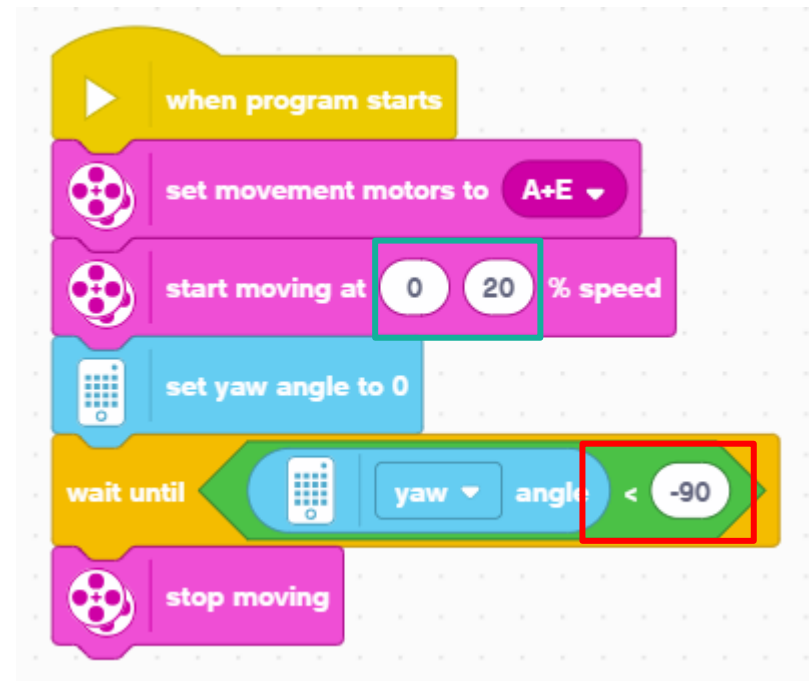 when program starts
set movement motors to A+E
start moving at 0 20 % speed
set yaw angle to 0
wait until yaw angle < -90
stop moving